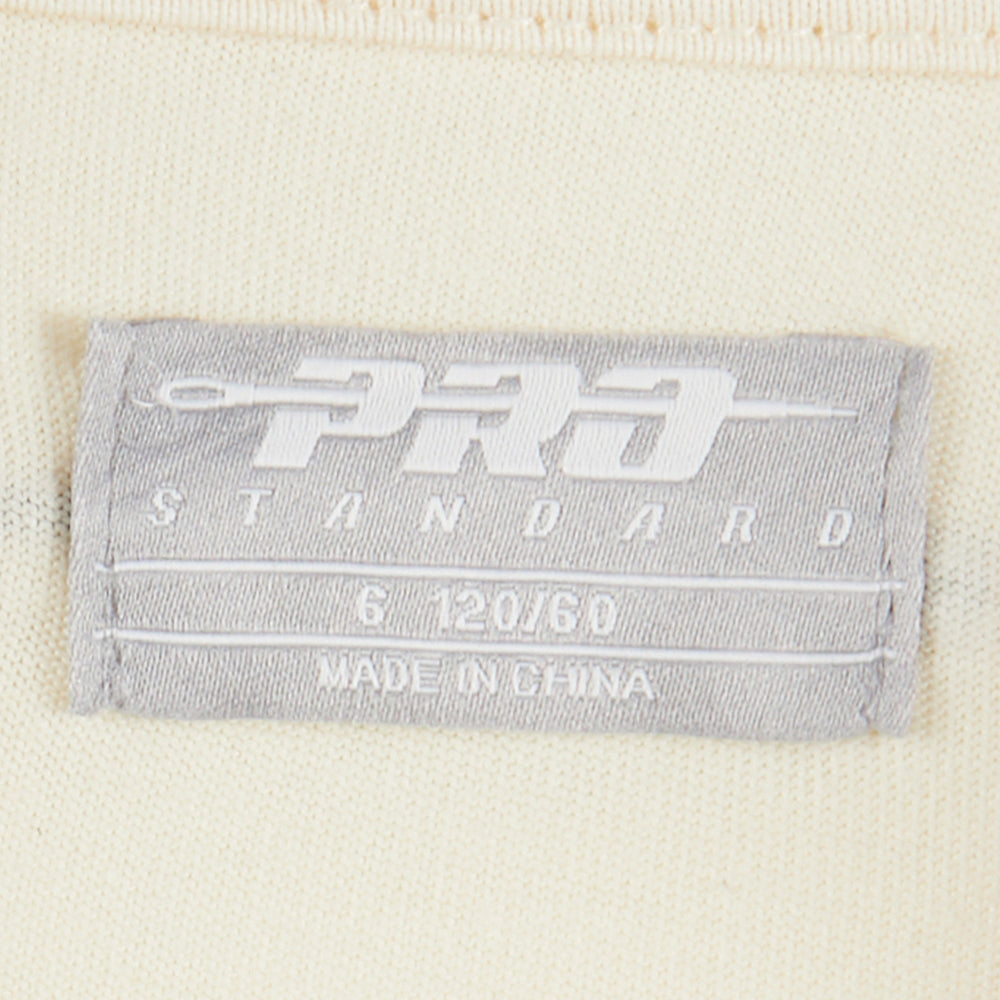 PRO
STANDARD
6 120/60
MADE IN CHINA